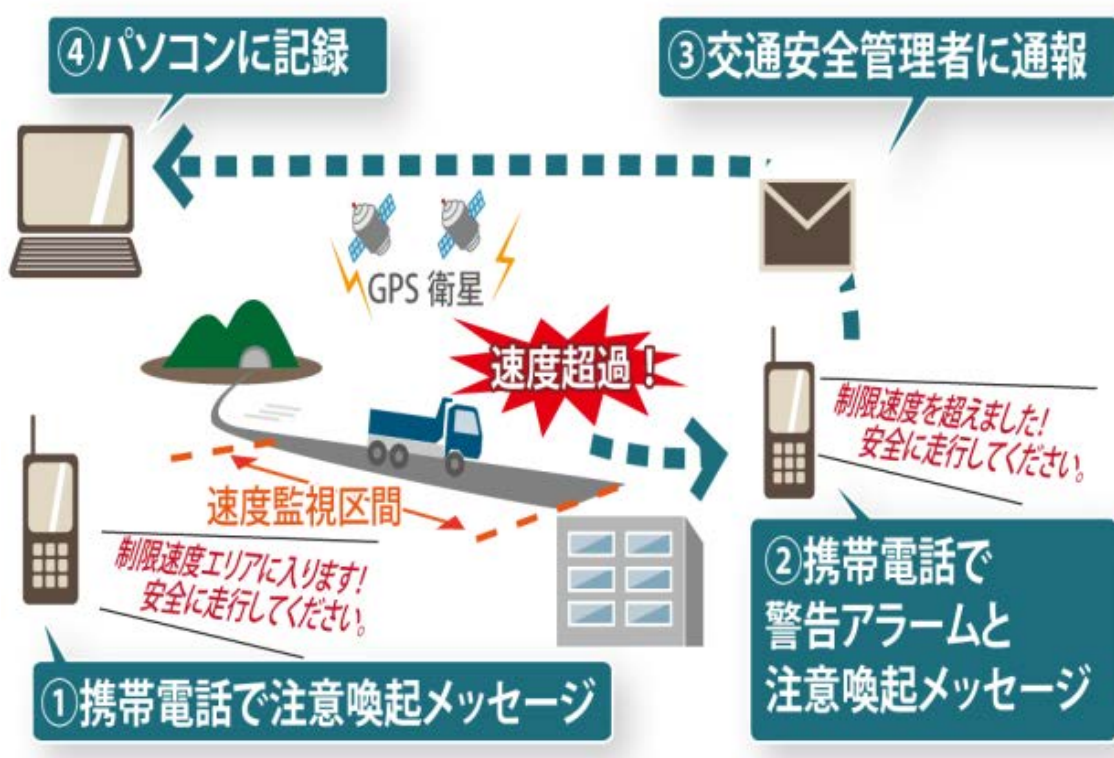 ④パソコンに記録
③交通安全管理者に通報
GPS 衛星
速度超過！
制限速度を超えました!
安全に走行してください。
速度監視区間
制限速度エリアに入ります!
安全に走行してください。
②携帯電話で
警告アラームと
注意喚起メッセージ
①携帯電話で注意喚起メッセージ